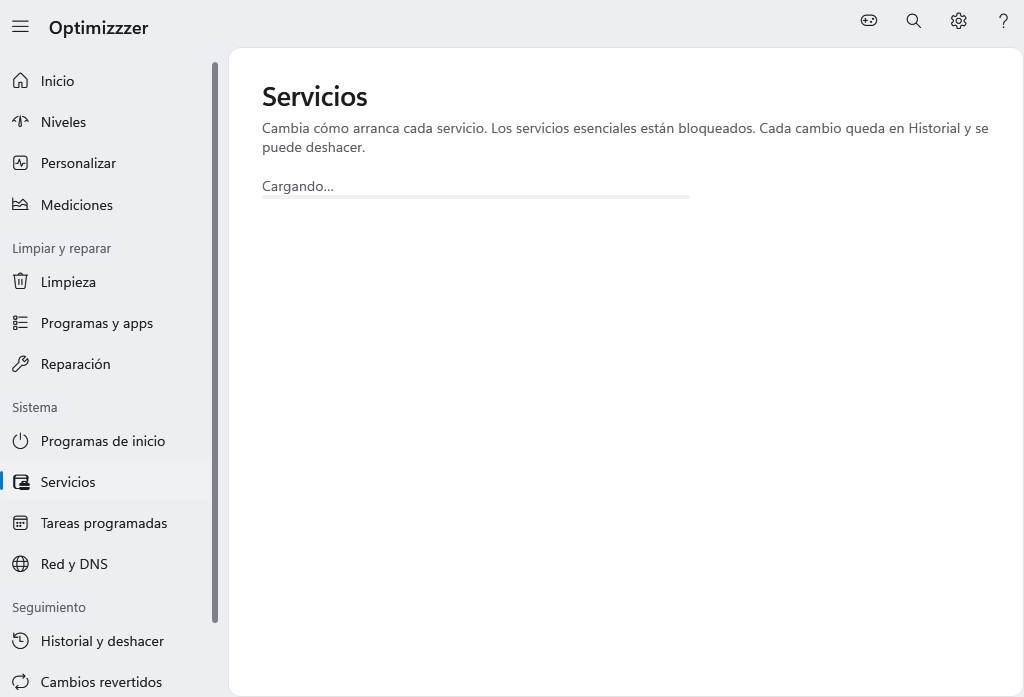 Optimizzzer
Inicio
Niveles
Personalizar
Mediciones
Limpiar y reparar
Limpieza
Programas y apps
Reparación
Sistema
Programas de inicio
Servicios
Tareas programadas
Red y DNS
Seguimiento
Historial y deshacer
Cambios revertidos
Servicios
Cambia cómo arranca cada servicio. Los servicios esenciales están bloqueados. Cada cambio queda en Historial y se
puede deshacer.
Cargando...